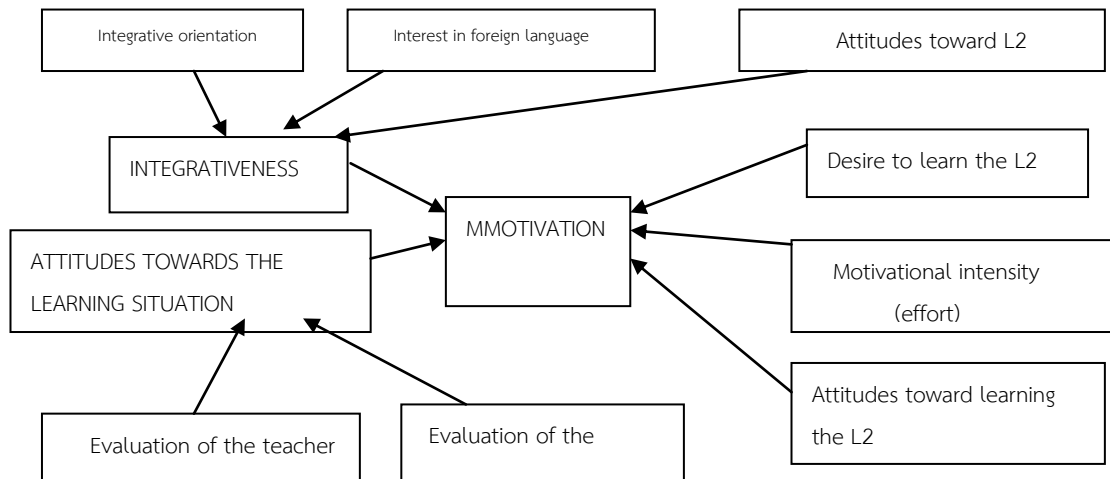 Integrative orientation
Interest in foreign language
Attitudes toward L2
INTEGRATIVENESS
Desire to learn the L2
MMOTIVATION
ATTITUDES TOWARDS THE
LEARNING SITUATION
Motivational intensity
(effort)
Attitudes toward learning
the L2
Evaluation of the teacher
Evaluation of the